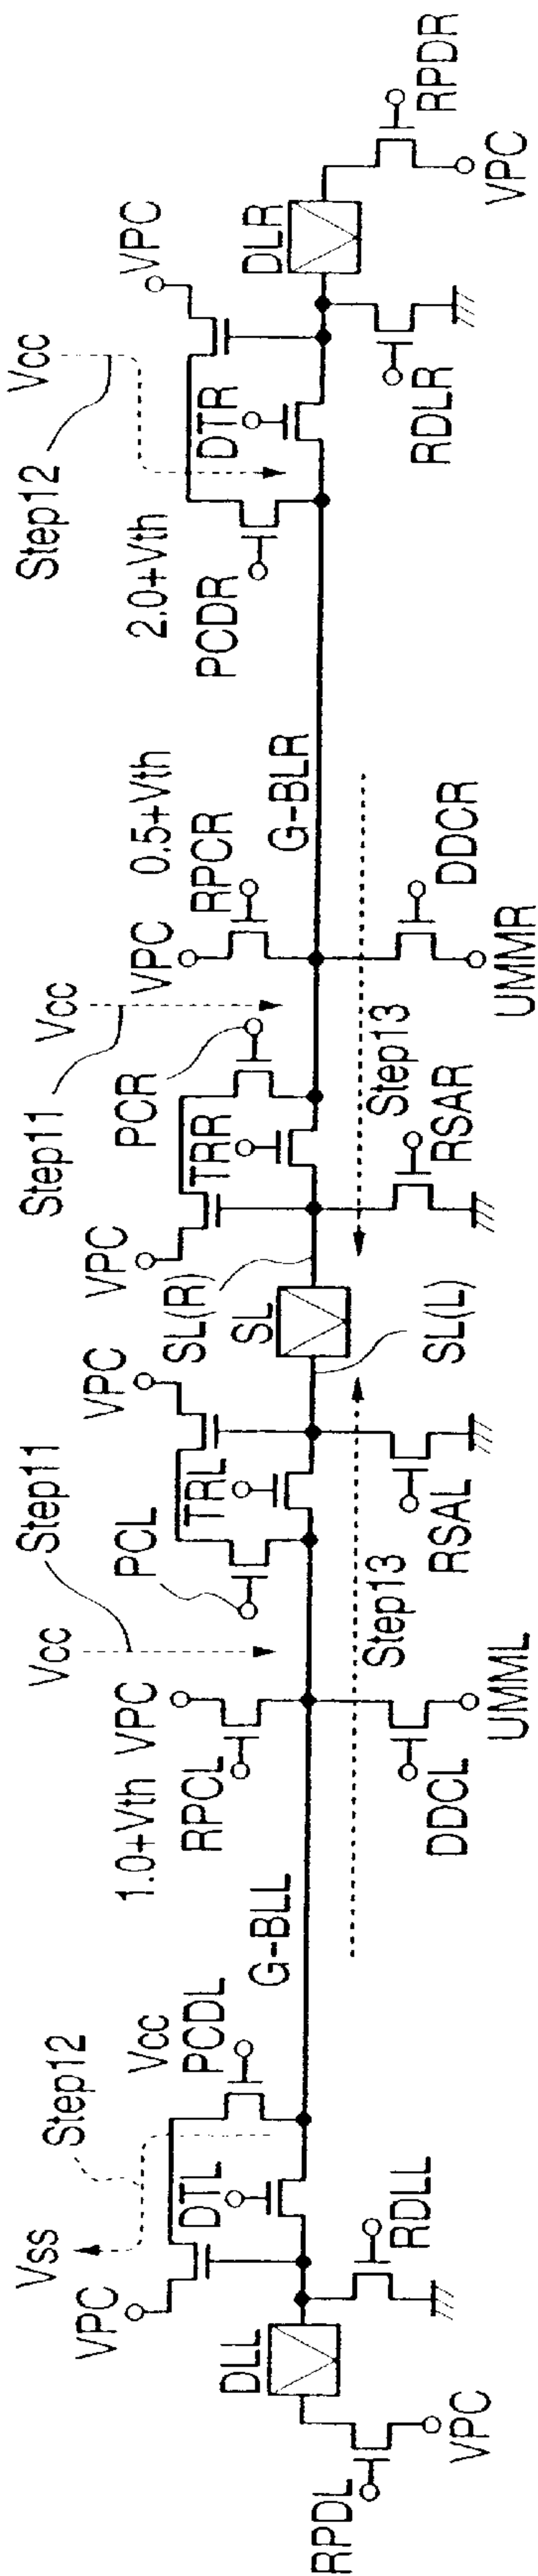 RPDL
VPC
DLL
VPC
Vss
Step12
DTL
RDLL
Vcc
PCDL
G-BLL
1.0+Vth
VPC
RPCL
DDCL
UMML
Vcc
Step11
PCL
TRL
VPC
Step13
RSAL
SL(L)
SL
SL(R)
VPC
Step11
PCR
TRR
Vcc
Step13
RSAR
VPC
0.5+Vth
RPCR
DDCR
UMMR
G-BLR
2.0+Vth
PCDR
Step12
Vcc
DTR
VPC
RDLR
DLR
RPDR
VPC